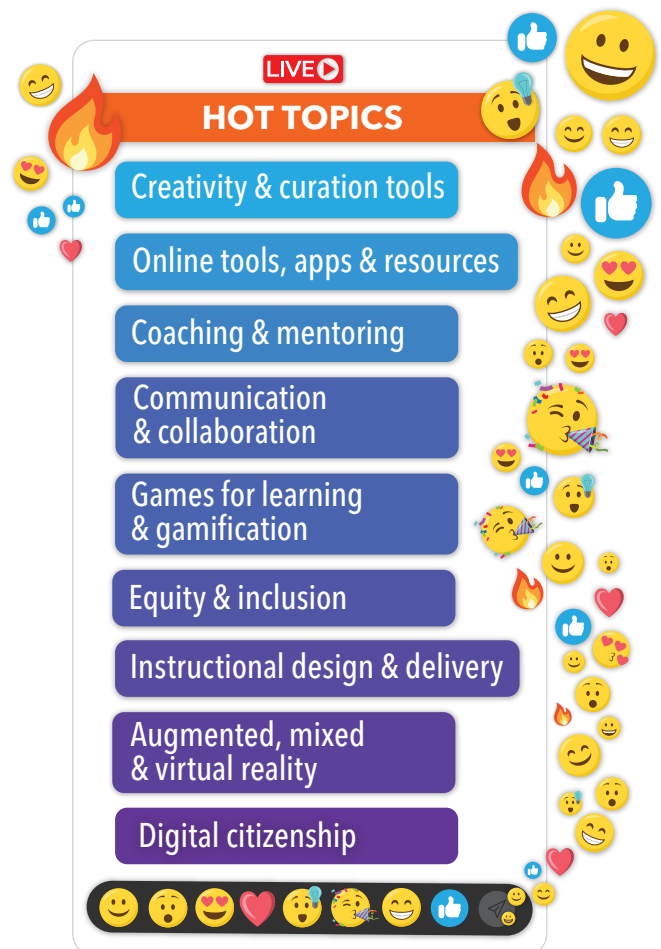 LIVE
HOT TOPICS
Creativity & curation tools
Online tools, apps & resources
Coaching & mentoring
Communication
& collaboration
Games for learning
& gamification
Equity & inclusion
Instructional design & delivery
Augmented, mixed
& virtual reality
Digital citizenship